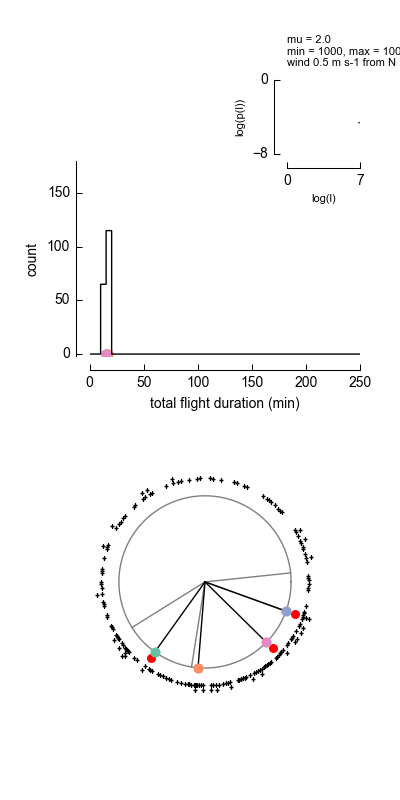 mu = 2.0
min = 1000, max = 100
wind 0.5 m s-1 from N
0
log(p(l))
−8
0 7
log(l)
150
100
50
0
count
0 50 100 150 200 250
total flight duration (min)